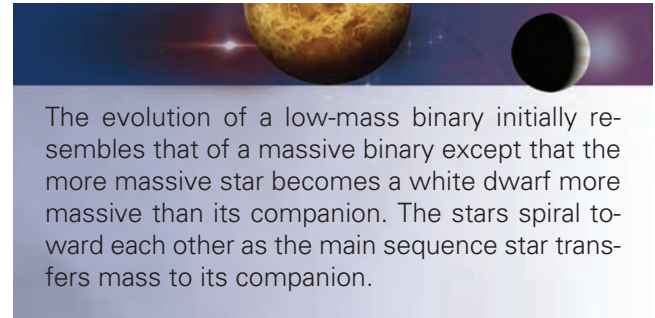 The evolution of a low-mass binary initially re-
sembles that of a massive binary except that the
more massive star becomes a white dwarf more
massive than its companion. The stars spiral to-
ward each other as the main sequence star trans-
fers mass to its companion.